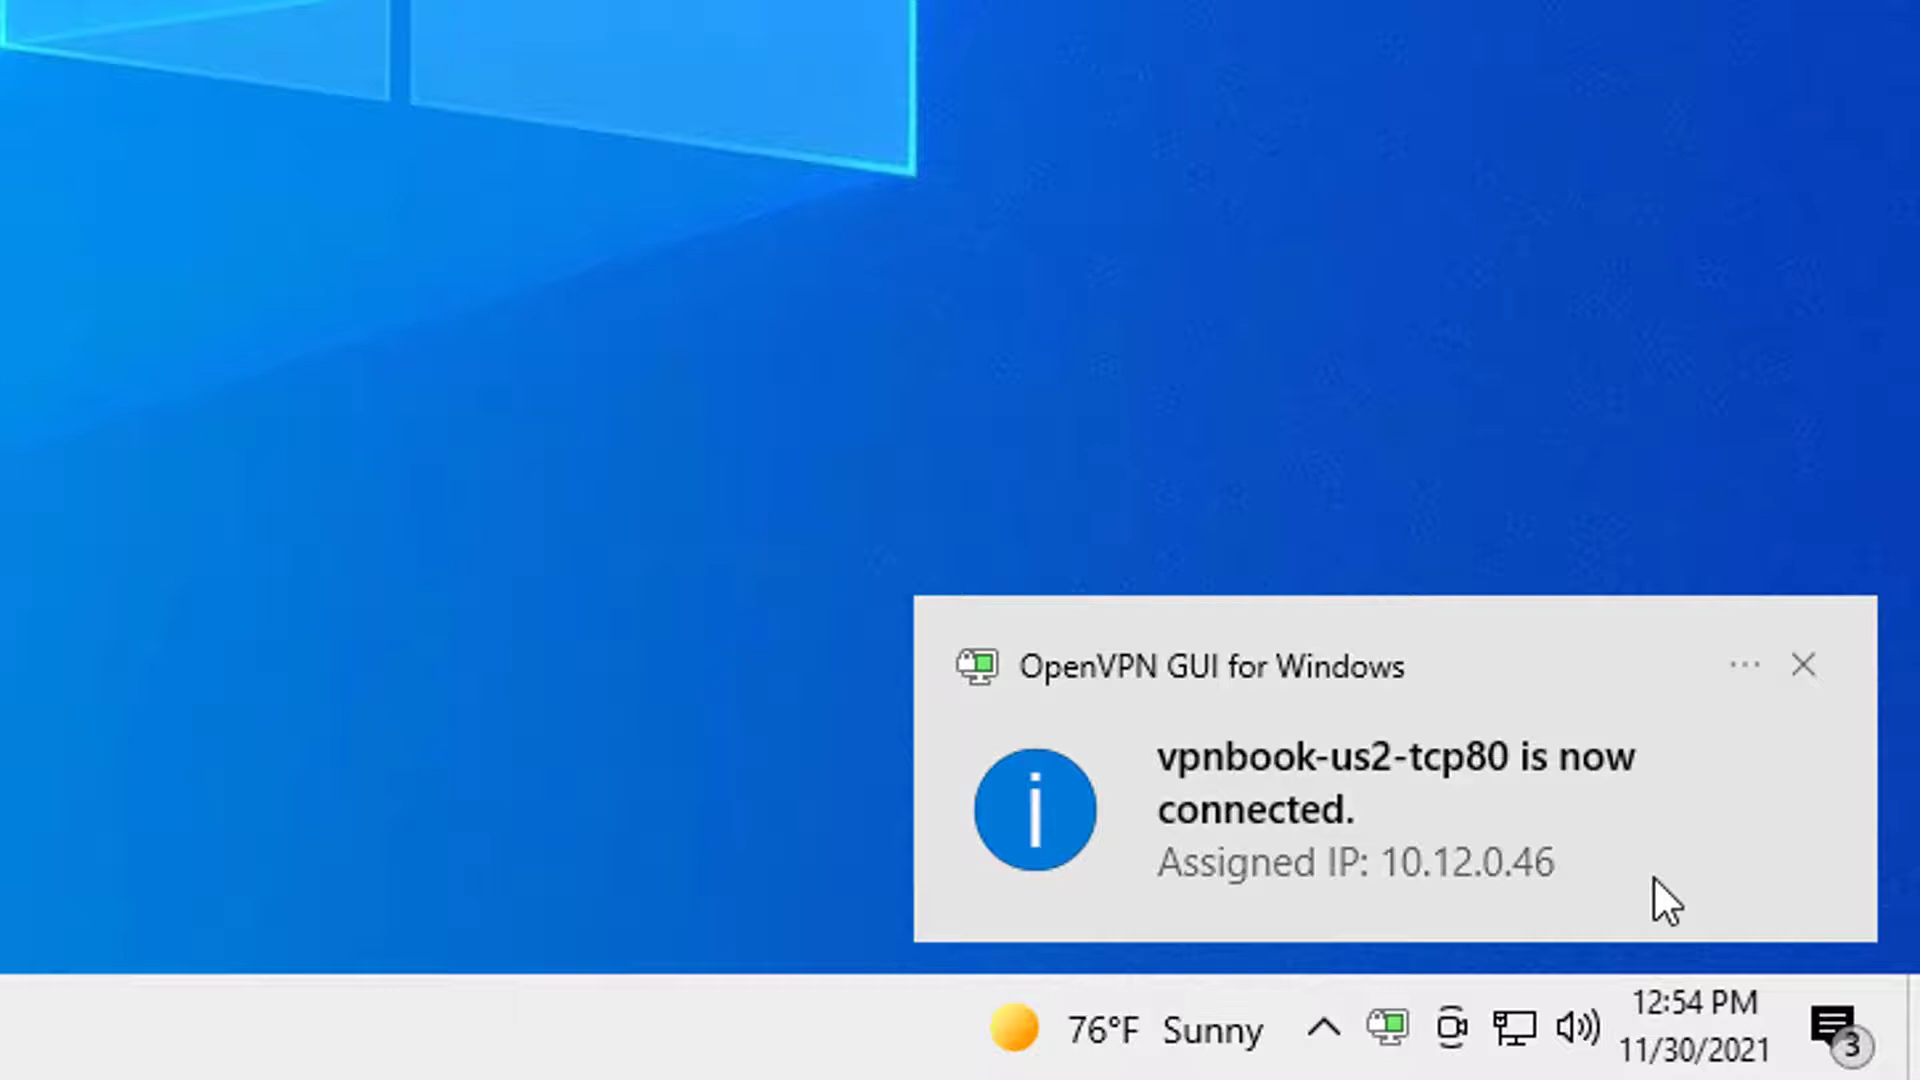 OpenVPN GUI for Windows
vpnbook-us2-tcp80 is now
connected.
Assigned IP: 10.12.0.46
76°F Sunny
12:54 PM
11/30/2021
3